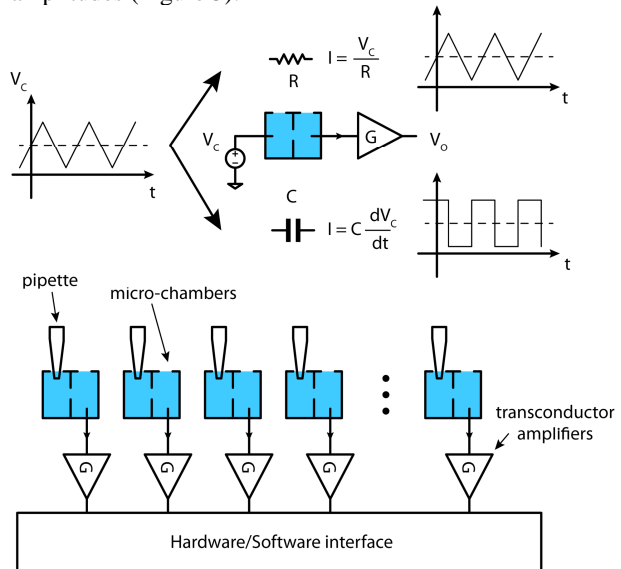 V_C
t
R
I = V_C / R
t
V_C
+
−
G
V_O
C
I = C dV_C / dt
t
pipette
micro-chambers
transconductor
amplifiers
G
G
G
G
G
Hardware/Software interface